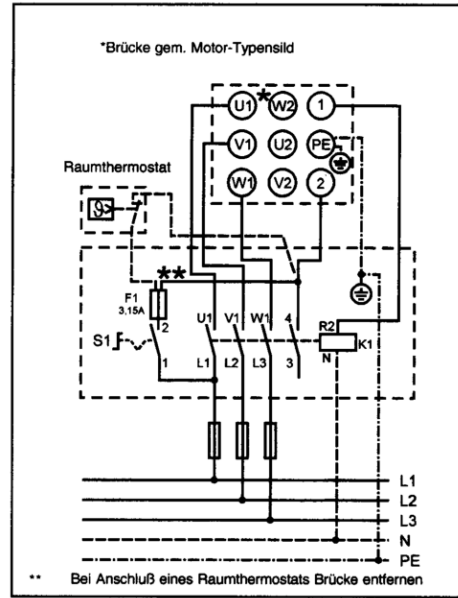 *Brücke gem. Motor-Typensild
U1 * W2 1
V1 U2 PE
W1 V2 2
Raumthermostat
ϑ
**
F1
3,15A
U1 V1 W1 4
R2
2
S1
K1
N
1 L1 L2 L3 3
L1
L2
L3
N
PE
** Bei Anschluß eines Raumthermostats Brücke entfernen